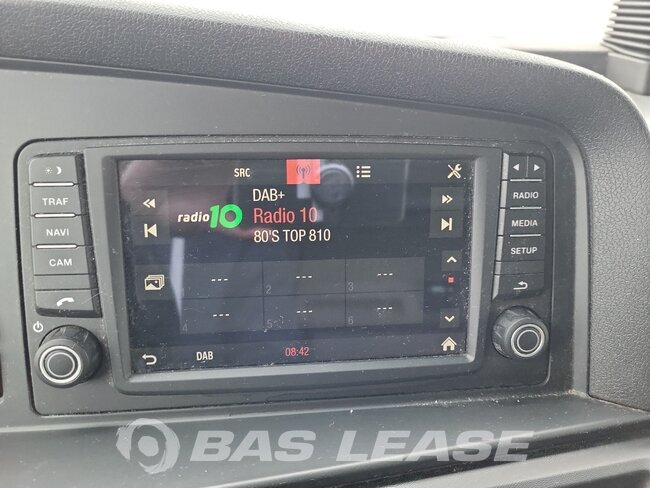 SRC
TRAF
NAVI
CAM
DAB+
radio10
Radio 10
80'S TOP 810
---
---
---
2
3
---
---
---
4
5
6
DAB
08:42
RADIO
MEDIA
SETUP
BAS LEASE